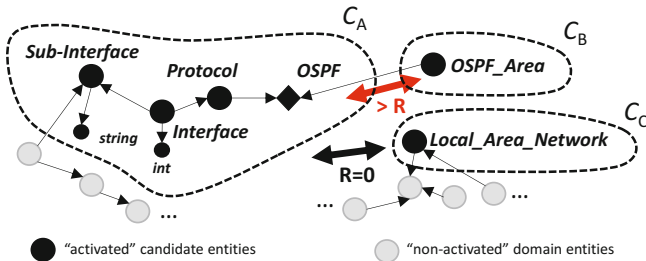 C_A
C_B
Sub-Interface
Protocol
OSPF
OSPF_Area
> R
C_C
string
Interface
int
Local_Area_Network
R=0
...
...
...
"activated" candidate entities
"non-activated" domain entities